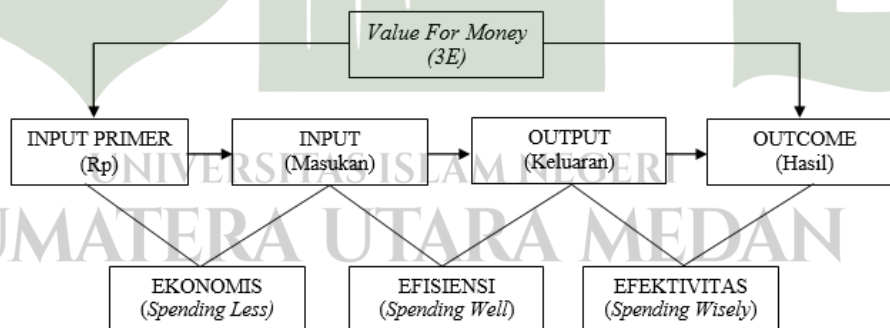 Value For Money
(3E)
INPUT PRIMER
(Rp)
INPUT
(Masukan)
OUTPUT
(Keluaran)
OUTCOME
(Hasil)
UNIVERSITAS ISLAM NEGERI
UMATERA UTARA MEDAN
EKONOMIS
(Spending Less)
EFISIENSI
(Spending Well)
EFEKTIVITAS
(Spending Wisely)